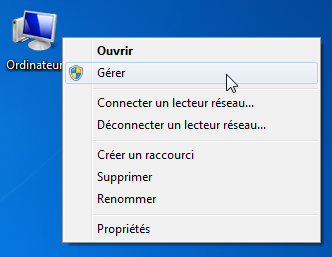 Ordinateur
Ouvrir
Gérer
Connecter un lecteur réseau...
Déconnecter un lecteur réseau...
Créer un raccourci
Supprimer
Renommer
Propriétés